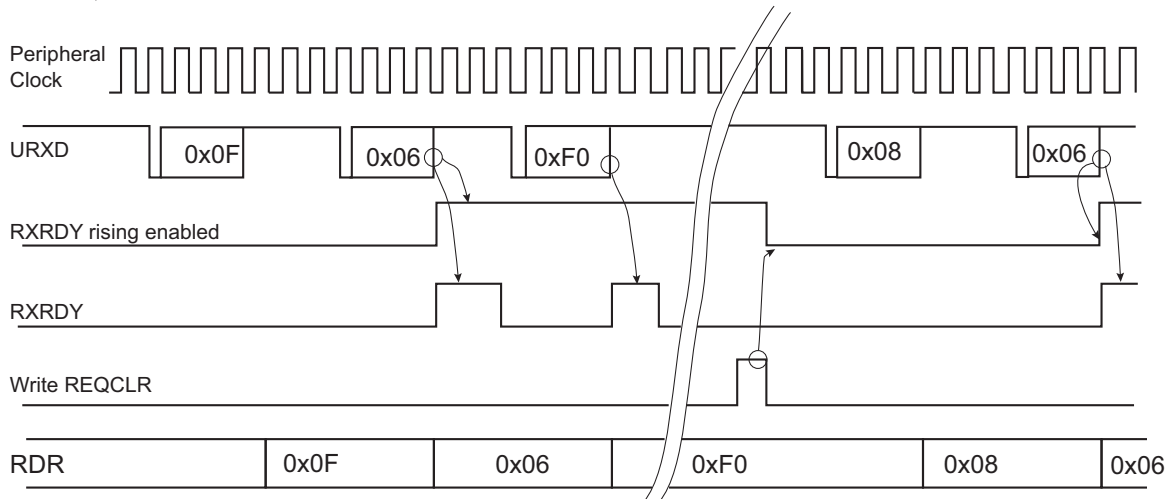 Peripheral
Clock
URXD 0x0F 0x06 0xF0 0x08 0x06
RXRDY rising enabled
RXRDY
Write REQCLR
RDR 0x0F 0x06 0xF0 0x08 0x06